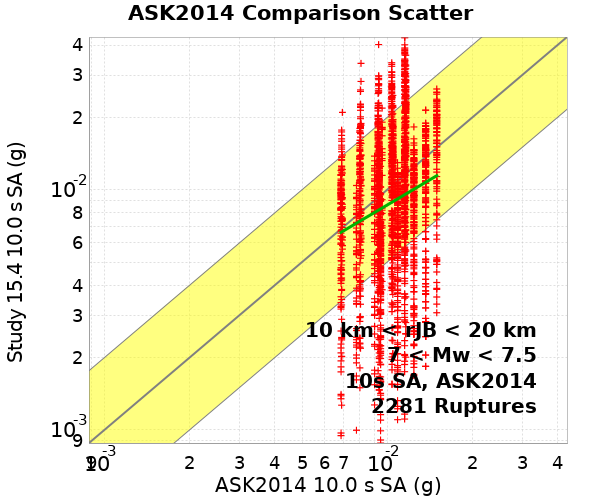 ASK2014 Comparison Scatter
Study 15.4 10.0 s SA (g)
4
3
2
10-2
8
6
4
3
2
10-3
9
10 km < rJB < 20 km
7 < Mw < 7.5
10s SA, ASK2014
2281 Ruptures
9 10-3 2 3 4 5 6 7 10-2 2 3 4
ASK2014 10.0 s SA (g)